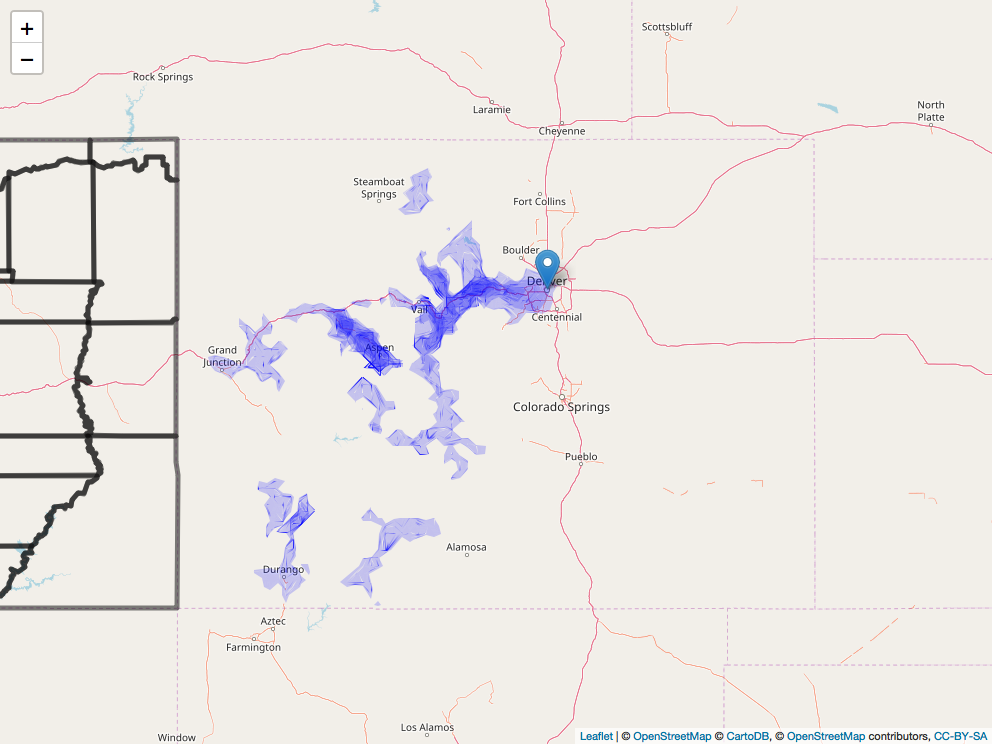 +
−
Scottsbluff
Rock Springs
North
Platte
Laramie
Cheyenne
Steamboat
Springs
Fort Collins
Boulder
Denver
Vail
Centennial
Grand
Junction
Aspen
Colorado Springs
Pueblo
Alamosa
Durango
Aztec
Farmington
Los Alamos
Window
Leaflet | © OpenStreetMap © CartoDB, © OpenStreetMap contributors, CC-BY-SA